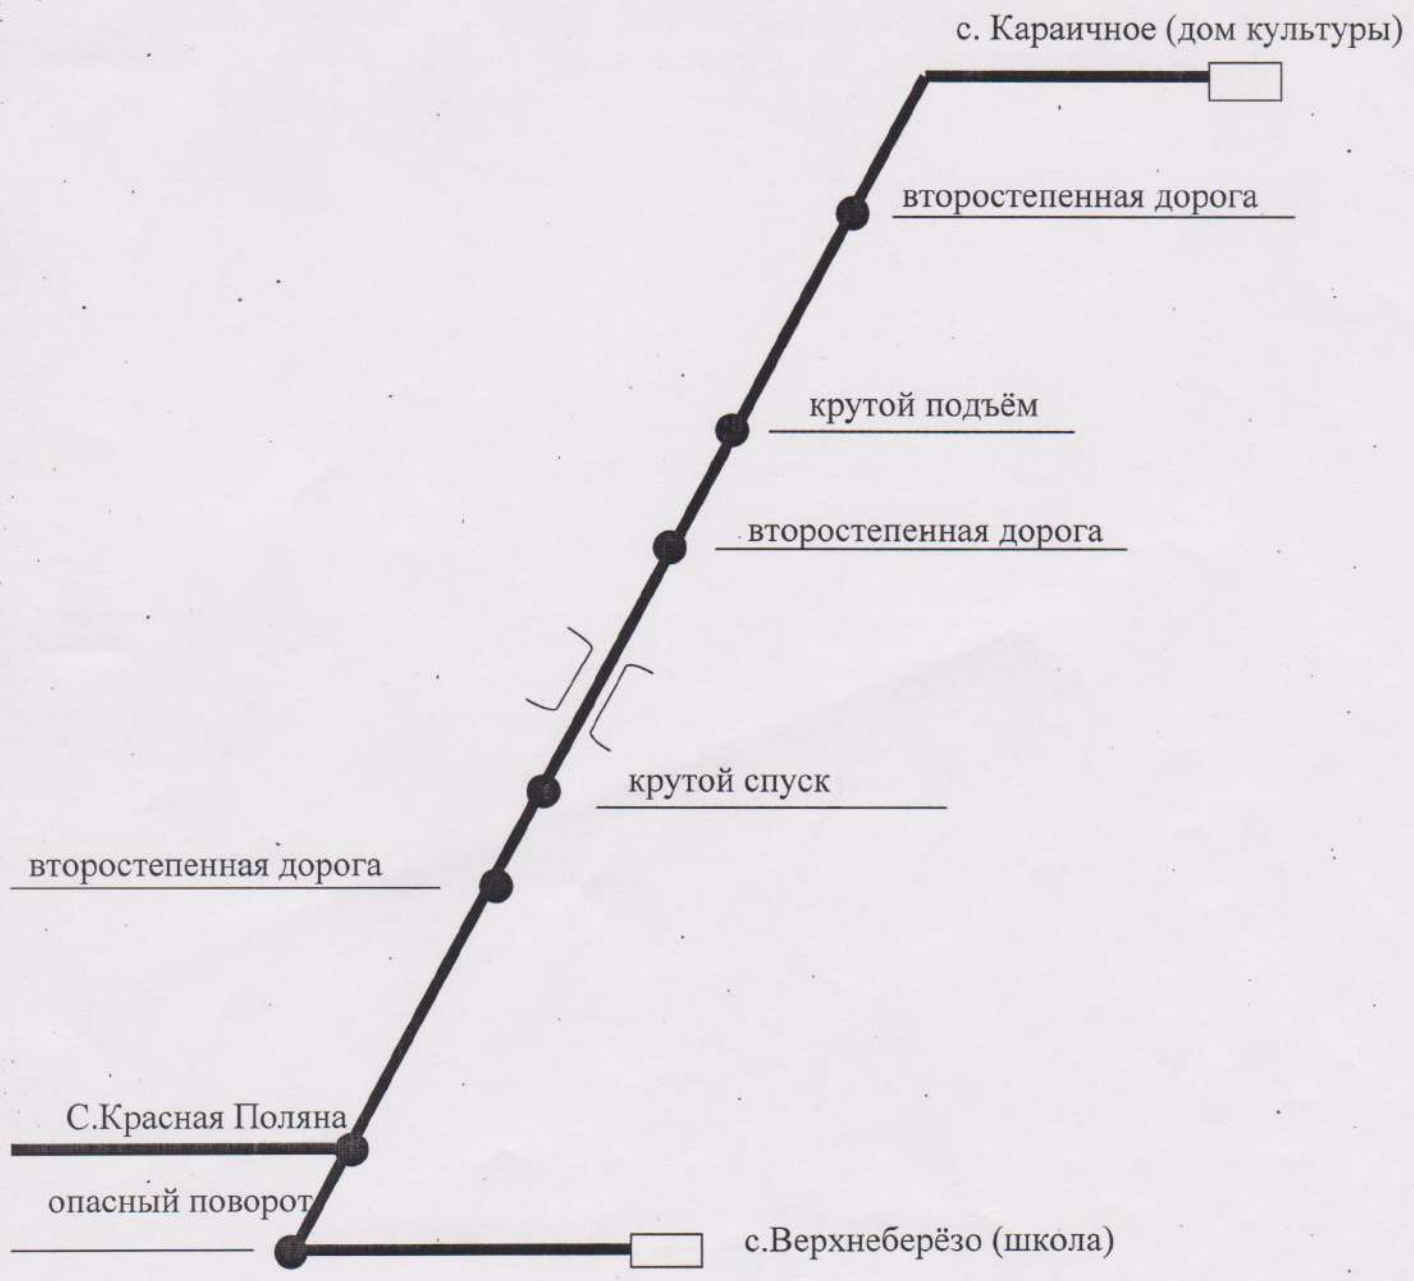 с. Караичное (дом культуры)
второстепенная дорога
крутой подъём
второстепенная дорога
крутой спуск
второстепенная дорога
С.Красная Поляна
опасный поворот
с.Верхнеберёзо (школа)